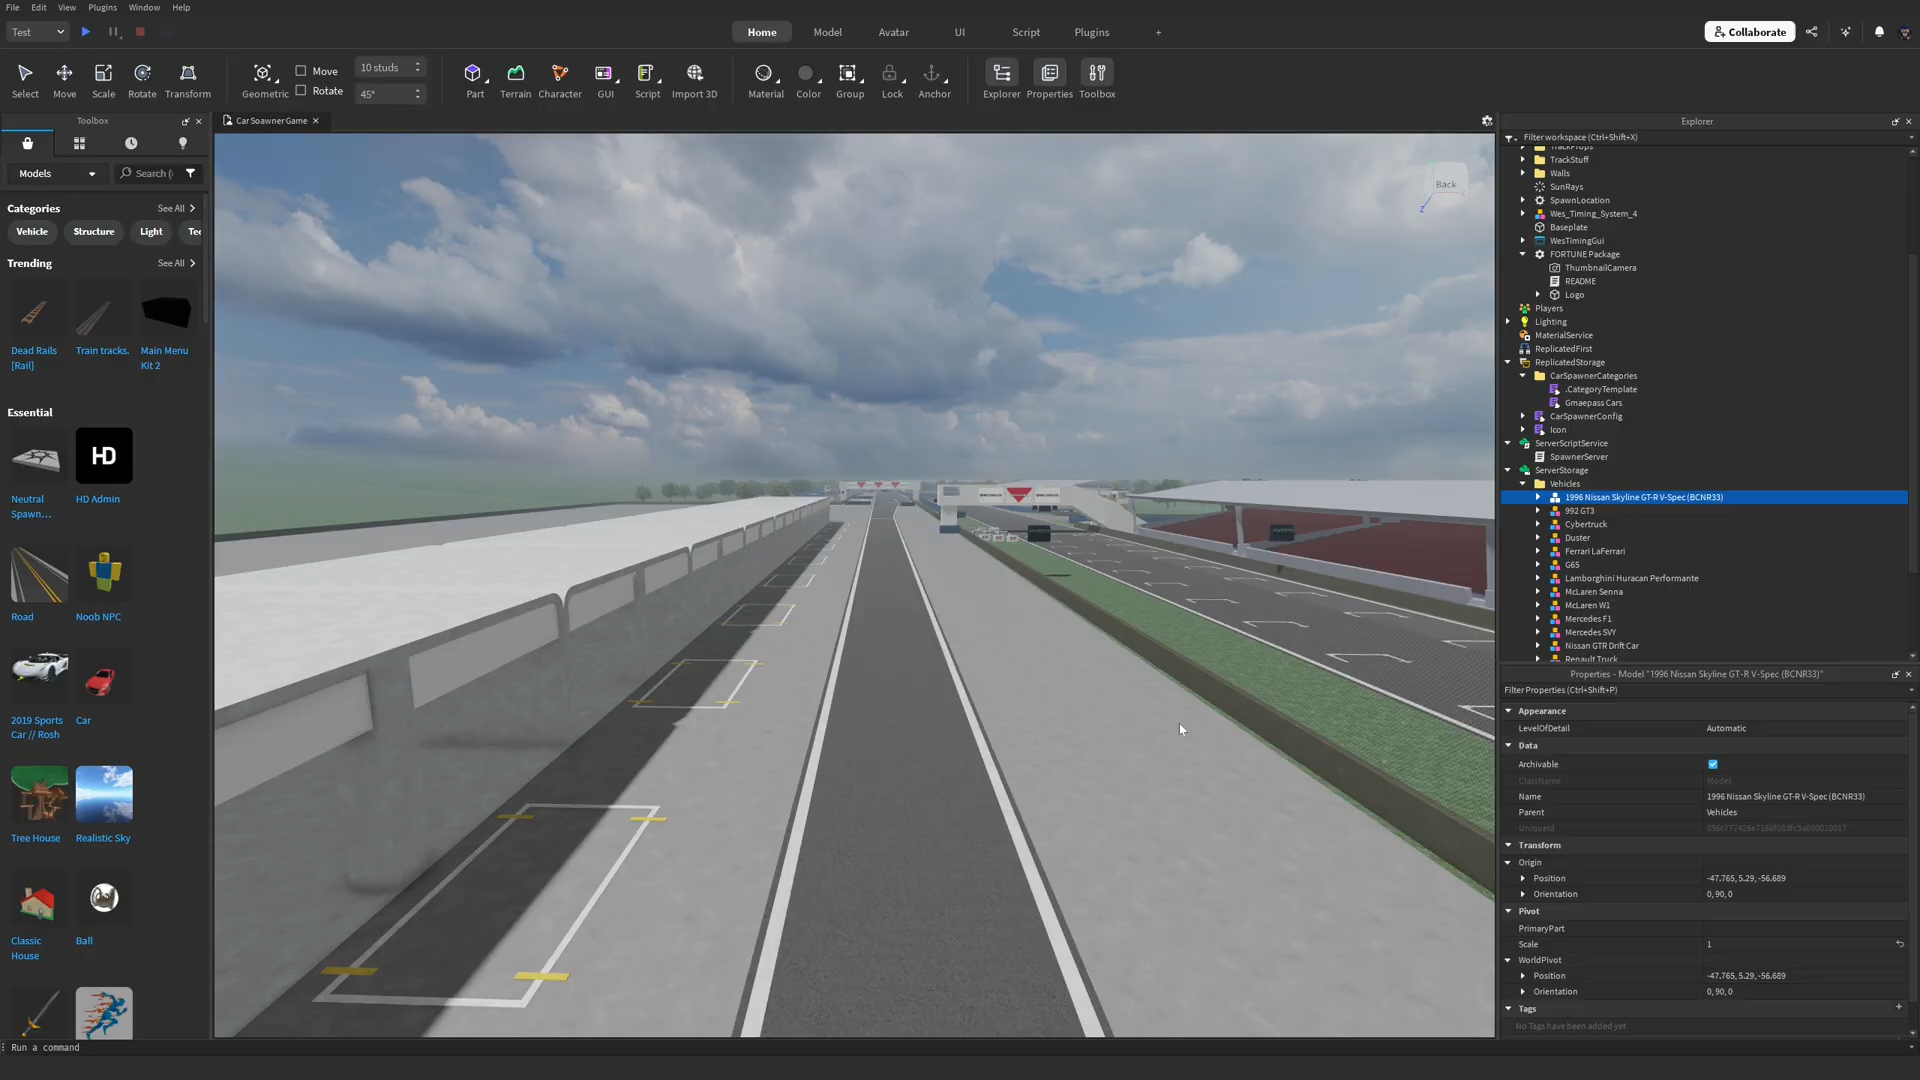 File Edit View Plugins Window Help
Test
Home Model Avatar UI Script Plugins +
Collaborate
Select Move Scale Rotate Transform
Geometric
Move 10 studs
Rotate 45°
Part Terrain Character GUI Script Import 3D
Material Color Group Lock Anchor
Explorer Properties Toolbox
Toolbox
Car Soawner Game
Models
Search (
Categories See All
Vehicle Structure Light Tec
Trending See All
Dead Rails [Rail]
Train tracks.
Main Menu Kit 2
Essential
HD
Neutral Spawn...
HD Admin
Road
Noob NPC
2019 Sports Car // Rosh
Car
Tree House
Realistic Sky
Classic House
Ball
Back
Z
Explorer
Filter workspace (Ctrl+Shift+X)
TrackProps
TrackStuff
Walls
SunRays
SpawnLocation
Wes_Timing_System_4
Baseplate
WesTimingGui
FORTUNE Package
ThumbnailCamera
README
Logo
Players
Lighting
MaterialService
ReplicatedFirst
ReplicatedStorage
CarSpawnerCategories
.CategoryTemplate
Gmaepass Cars
CarSpawnerConfig
Icon
ServerScriptService
SpawnerServer
ServerStorage
Vehicles
1996 Nissan Skyline GT-R V-Spec (BCNR33)
992 GT3
Cybertruck
Duster
Ferrari LaFerrari
G65
Lamborghini Huracan Performante
McLaren Senna
McLaren W1
Mercedes F1
Mercedes SVY
Nissan GTR Drift Car
Renault Truck
Properties - Model "1996 Nissan Skyline GT-R V-Spec (BCNR33)"
Filter Properties (Ctrl+Shift+P)
Appearance
LevelOfDetail Automatic
Data
Archivable
ClassName Model
Name 1996 Nissan Skyline GT-R V-Spec (BCNR33)
Parent Vehicles
UniqueId
Transform
Origin
Position -47.765, 5.29, -56.689
Orientation 0, 90, 0
Pivot
PrimaryPart
Scale 1
WorldPivot
Position -47.765, 5.29, -56.689
Orientation 0, 90, 0
Tags +
No Tags have been added yet
Run a command